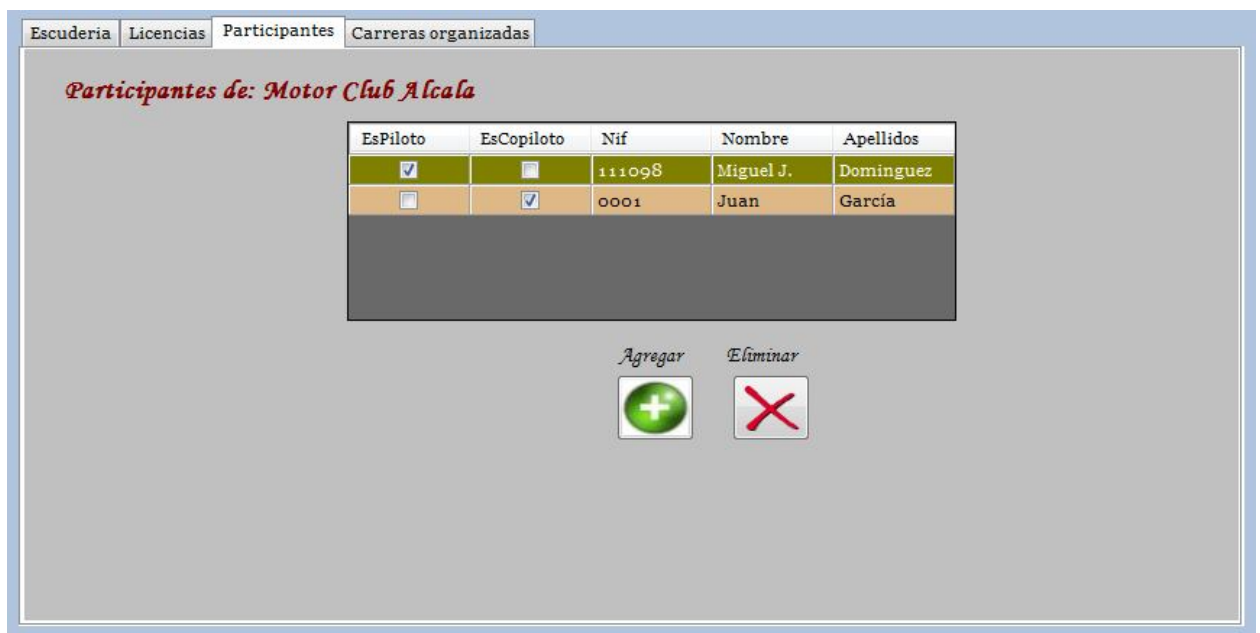 Escuderia Licencias Participantes Carreras organizadas
Participantes de: Motor Club Alcala
EsPiloto EsCopiloto Nif Nombre Apellidos
111098 Miguel J. Dominguez
0001 Juan García
Agregar Eliminar